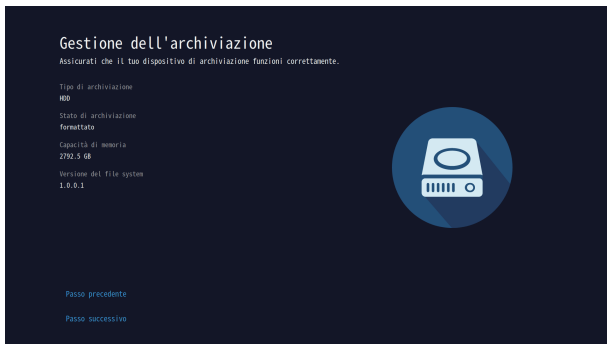 Gestione dell'archiviazione
Assicurati che il tuo dispositivo di archiviazione funzioni correttamente.
Tipo di archiviazione
HDD
Stato di archiviazione
formattato
Capacità di memoria
2792.5 GB
Versione del file system
1.0.0.1
Passo precedente
Passo successivo